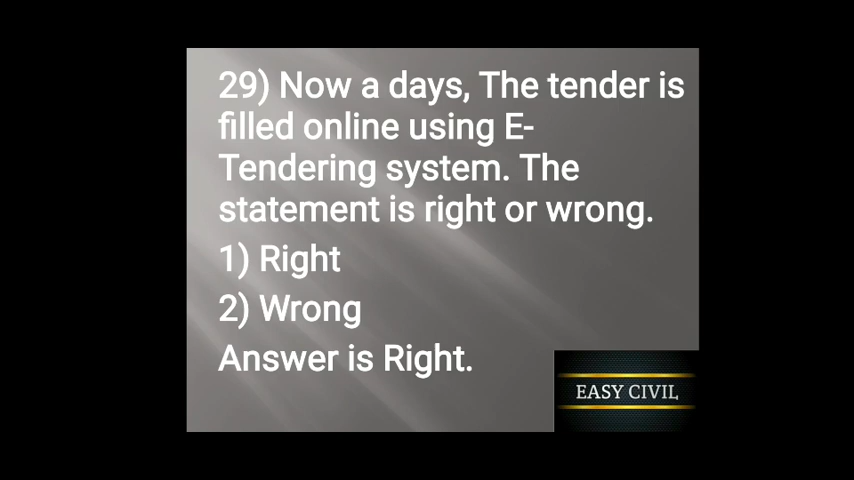 29) Now a days, The tender is
filled online using E-
Tendering system. The
statement is right or wrong.
1) Right
2) Wrong
Answer is Right.
EASY CIVIL